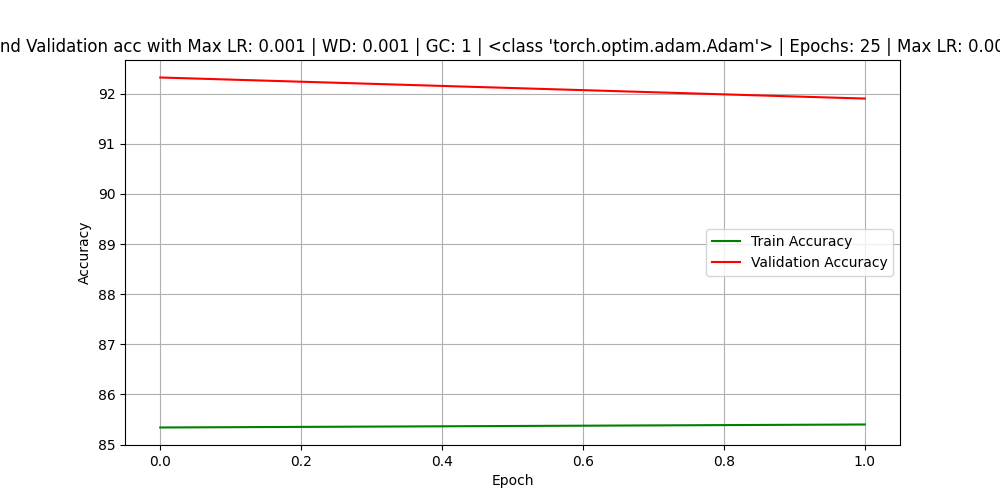 nd Validation acc with Max LR: 0.001 | WD: 0.001 | GC: 1 | <class 'torch.optim.adam.Adam'> | Epochs: 25 | Max LR: 0.00
92
91
90
89
88
87
86
85
Accuracy
Train Accuracy
Validation Accuracy
0.0 0.2 0.4 0.6 0.8 1.0
Epoch